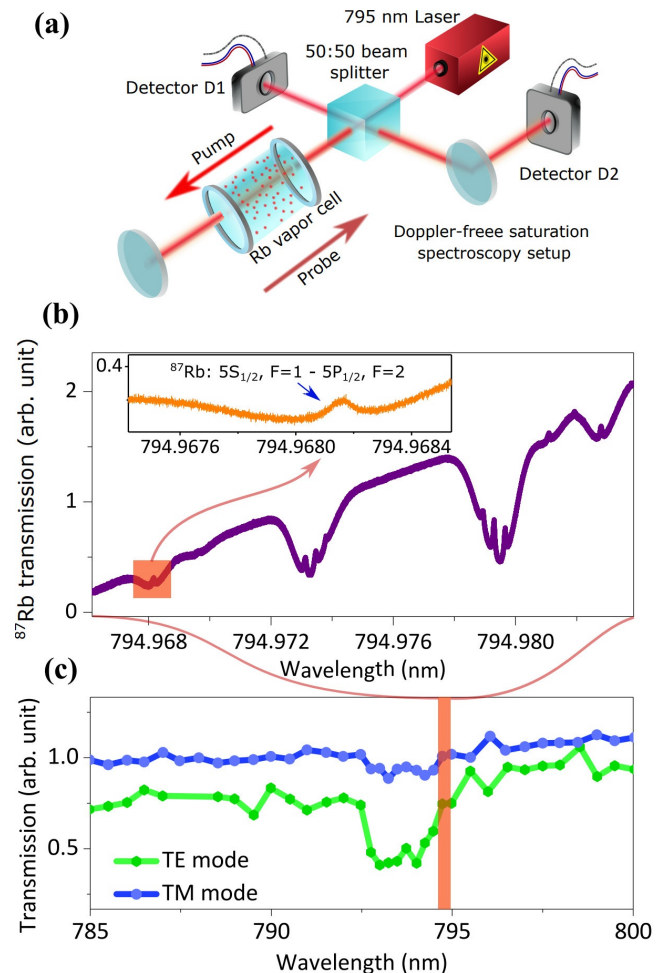 (a)
795 nm Laser
50:50 beam
splitter
Detector D1
Pump
Detector D2
Rb vapor cell
Probe
Doppler-freee saturation
spectroscopy setup
(b)
⁸⁷Rb transmission (arb. unit)
2
1
0
0.4
⁸⁷Rb: 5S₁/₂, F=1 - 5P₁/₂, F=2
794.9676 794.9680 794.9684
794.968 794.972 794.976 794.980
Wavelength (nm)
(c)
Transmission (arb. unit)
1.0
0.5
TE mode
TM mode
785 790 795 800
Wavelength (nm)